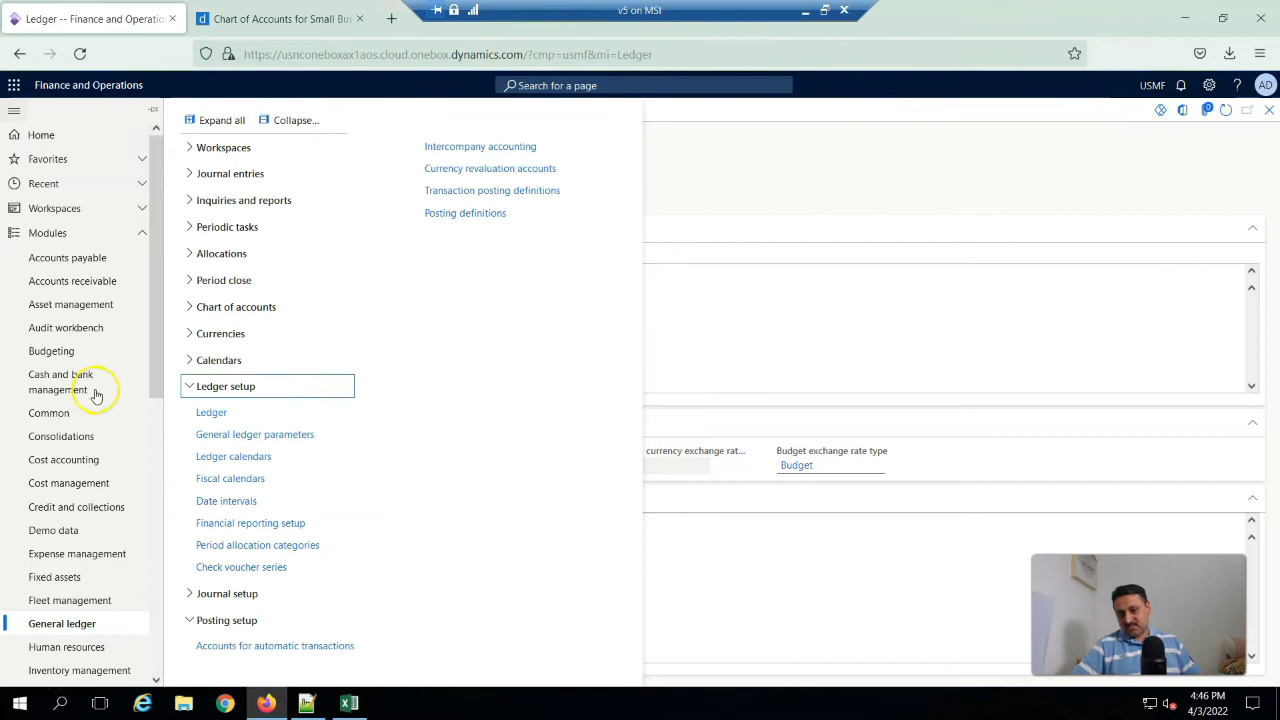 Ledger -- Finance and Operation
Chart of Accounts for Small Bus
v5 on MSI
https://usnconeboxax1aos.cloud.onebox.dynamics.com/?cmp=usmf&mi=Ledger
Finance and Operations
Search for a page
USMF
AD
Expand all
Collapse...
Home
Favorites
Recent
Workspaces
Modules
Accounts payable
Accounts receivable
Asset management
Audit workbench
Budgeting
Cash and bank
management
Common
Consolidations
Cost accounting
Cost management
Credit and collections
Demo data
Expense management
Fixed assets
Fleet management
General ledger
Human resources
Inventory management
Workspaces
Journal entries
Inquiries and reports
Periodic tasks
Allocations
Period close
Chart of accounts
Currencies
Calendars
Ledger setup
Ledger
General ledger parameters
Ledger calendars
Fiscal calendars
Date intervals
Financial reporting setup
Period allocation categories
Check voucher series
Journal setup
Posting setup
Accounts for automatic transactions
Intercompany accounting
Currency revaluation accounts
Transaction posting definitions
Posting definitions
currency exchange rat...
Budget exchange rate type
Budget
4:46 PM
4/3/2022